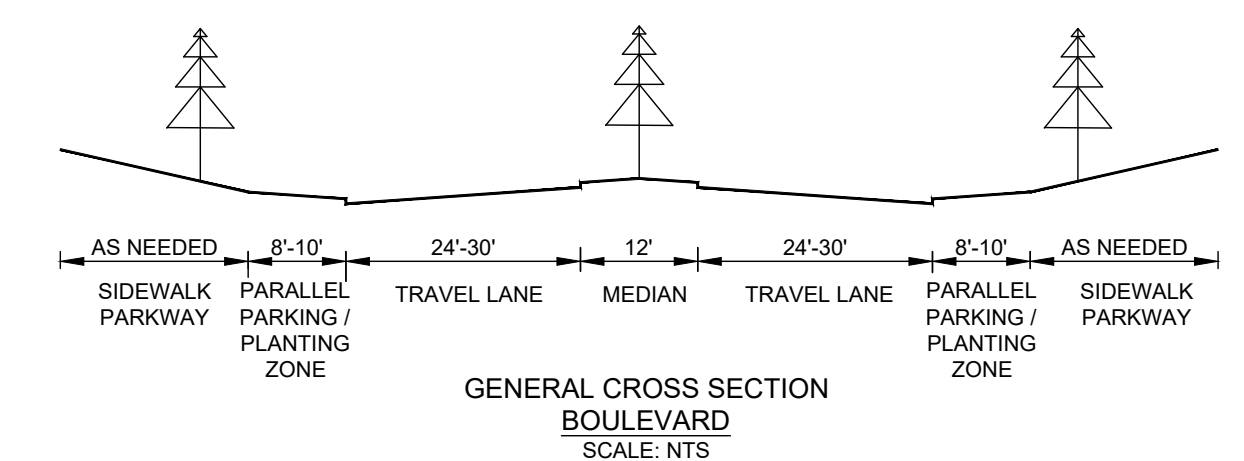 AS NEEDED 8'-10' 24'-30' 12' 24'-30' 8'-10' AS NEEDED
SIDEWALK
PARKWAY
PARALLEL
PARKING /
PLANTING
ZONE
TRAVEL LANE
MEDIAN
TRAVEL LANE
PARALLEL
PARKING /
PLANTING
ZONE
SIDEWALK
PARKWAY
GENERAL CROSS SECTION
BOULEVARD
SCALE: NTS